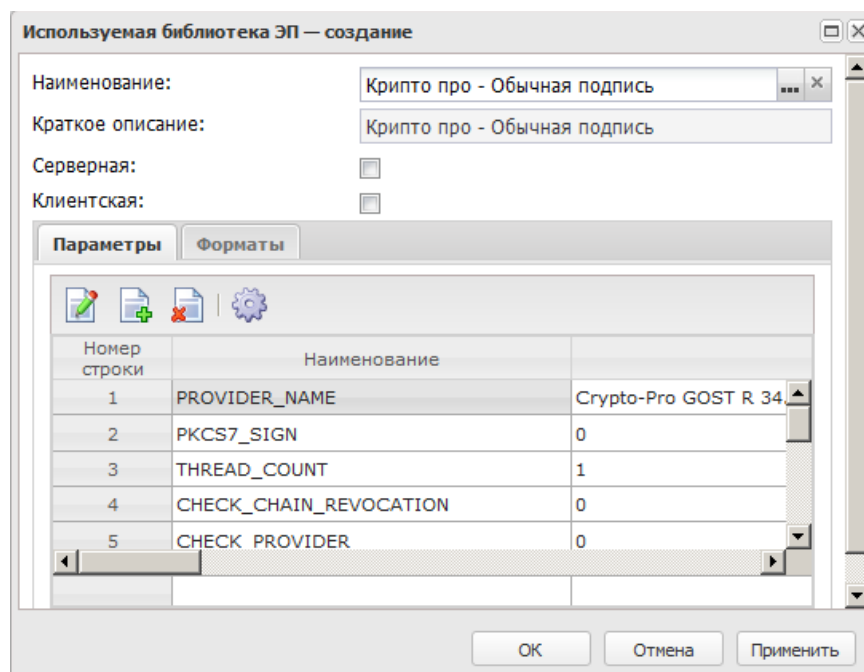 Используемая библиотека ЭП — создание
Наименование: Крипто про - Обычная подпись
Краткое описание: Крипто про - Обычная подпись
Серверная:
Клиентская:
Параметры Форматы
Номер строки Наименование
1 PROVIDER_NAME Crypto-Pro GOST R 34.
2 PKCS7_SIGN 0
3 THREAD_COUNT 1
4 CHECK_CHAIN_REVOCATION 0
5 CHECK_PROVIDER 0
ОК Отмена Применить